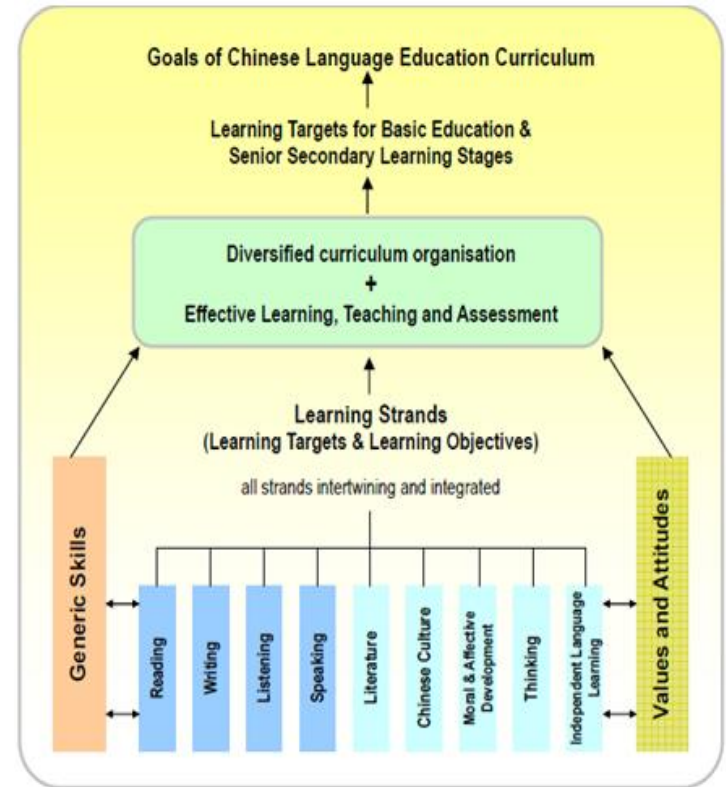 Goals of Chinese Language Education Curriculum
Learning Targets for Basic Education &
Senior Secondary Learning Stages
Diversified curriculum organisation
+
Effective Learning, Teaching and Assessment
Learning Strands
(Learning Targets & Learning Objectives)
all strands intertwining and integrated
Generic Skills
Reading
Writing
Listening
Speaking
Literature
Chinese Culture
Moral & Affective
Development
Thinking
Independent Language
Learning
Values and Attitudes